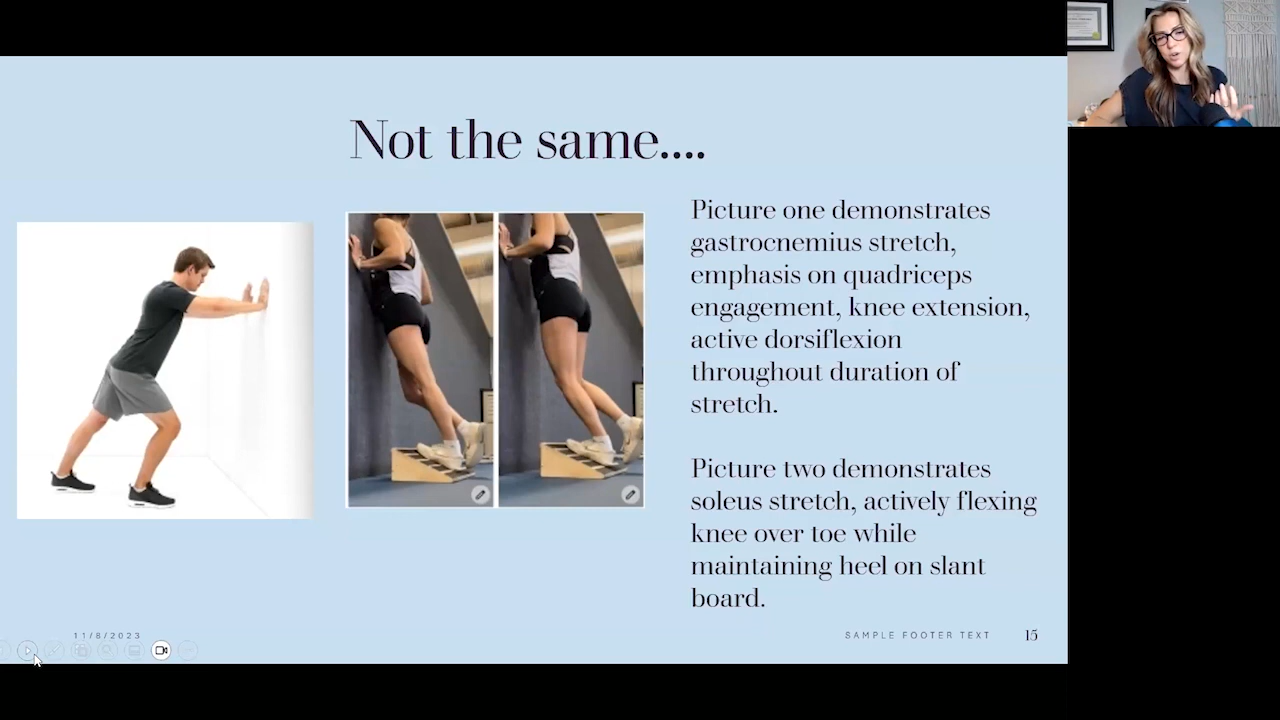 Not the same....
Picture one demonstrates
gastrocnemius stretch,
emphasis on quadriceps
engagement, knee extension,
active dorsiflexion
throughout duration of
stretch.
Picture two demonstrates
soleus stretch, actively flexing
knee over toe while
maintaining heel on slant
board.
11/8/2023
SAMPLE FOOTER TEXT
15